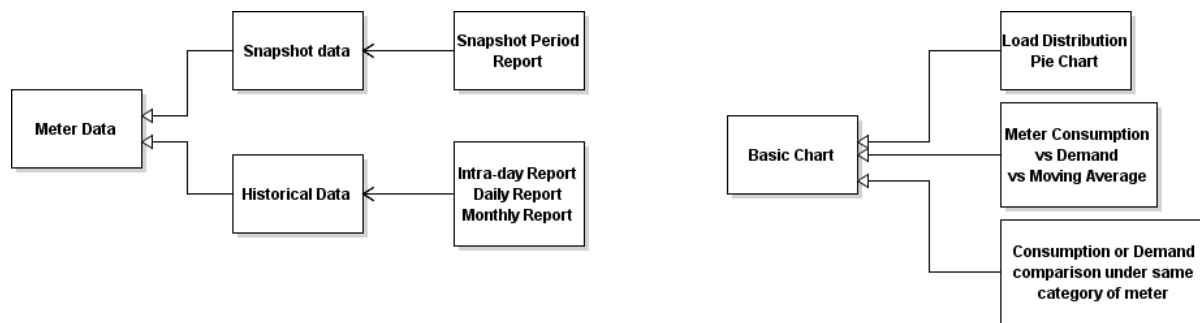 Meter Data
Snapshot data
Snapshot Period
Report
Historical Data
Intra-day Report
Daily Report
Monthly Report
Basic Chart
Load Distribution
Pie Chart
Meter Consumption
vs Demand
vs Moving Average
Consumption or Demand
comparison under same
category of meter